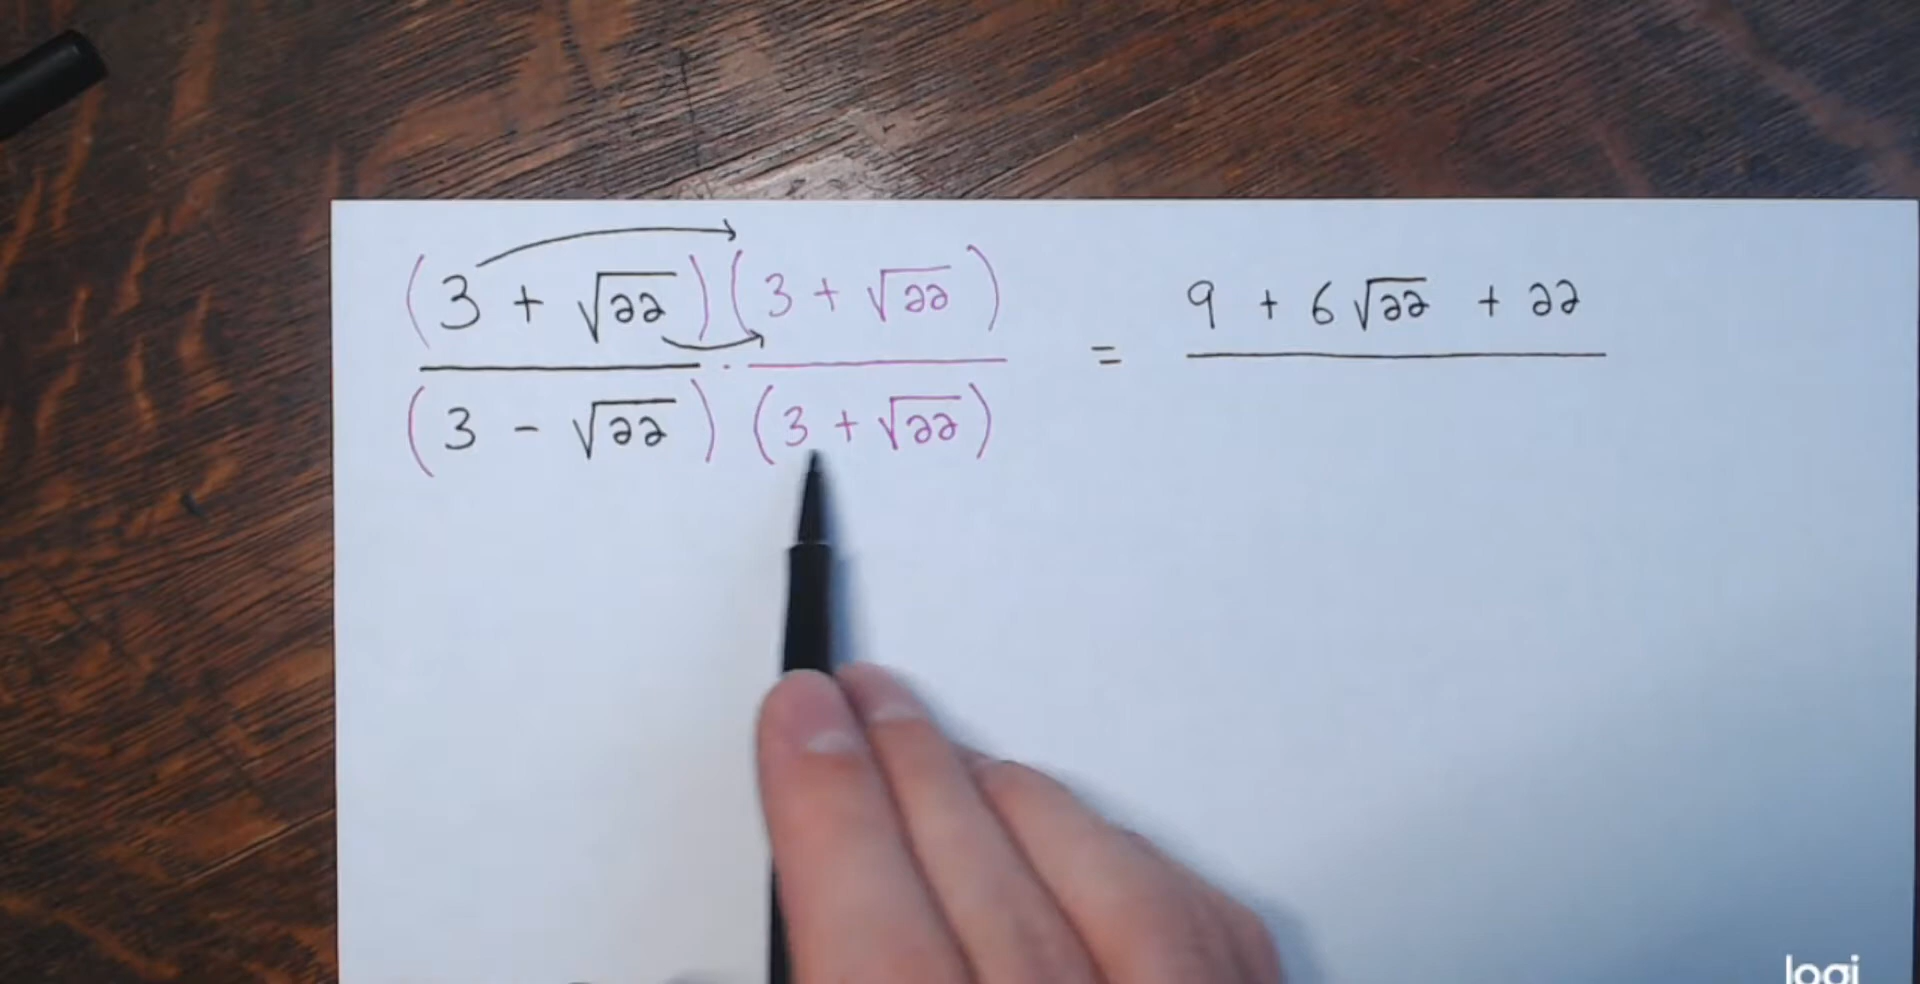 (3 + √22)(3 + √22)
(3 - √22) · (3 + √22)
= 9 + 6√22 + 22
logi